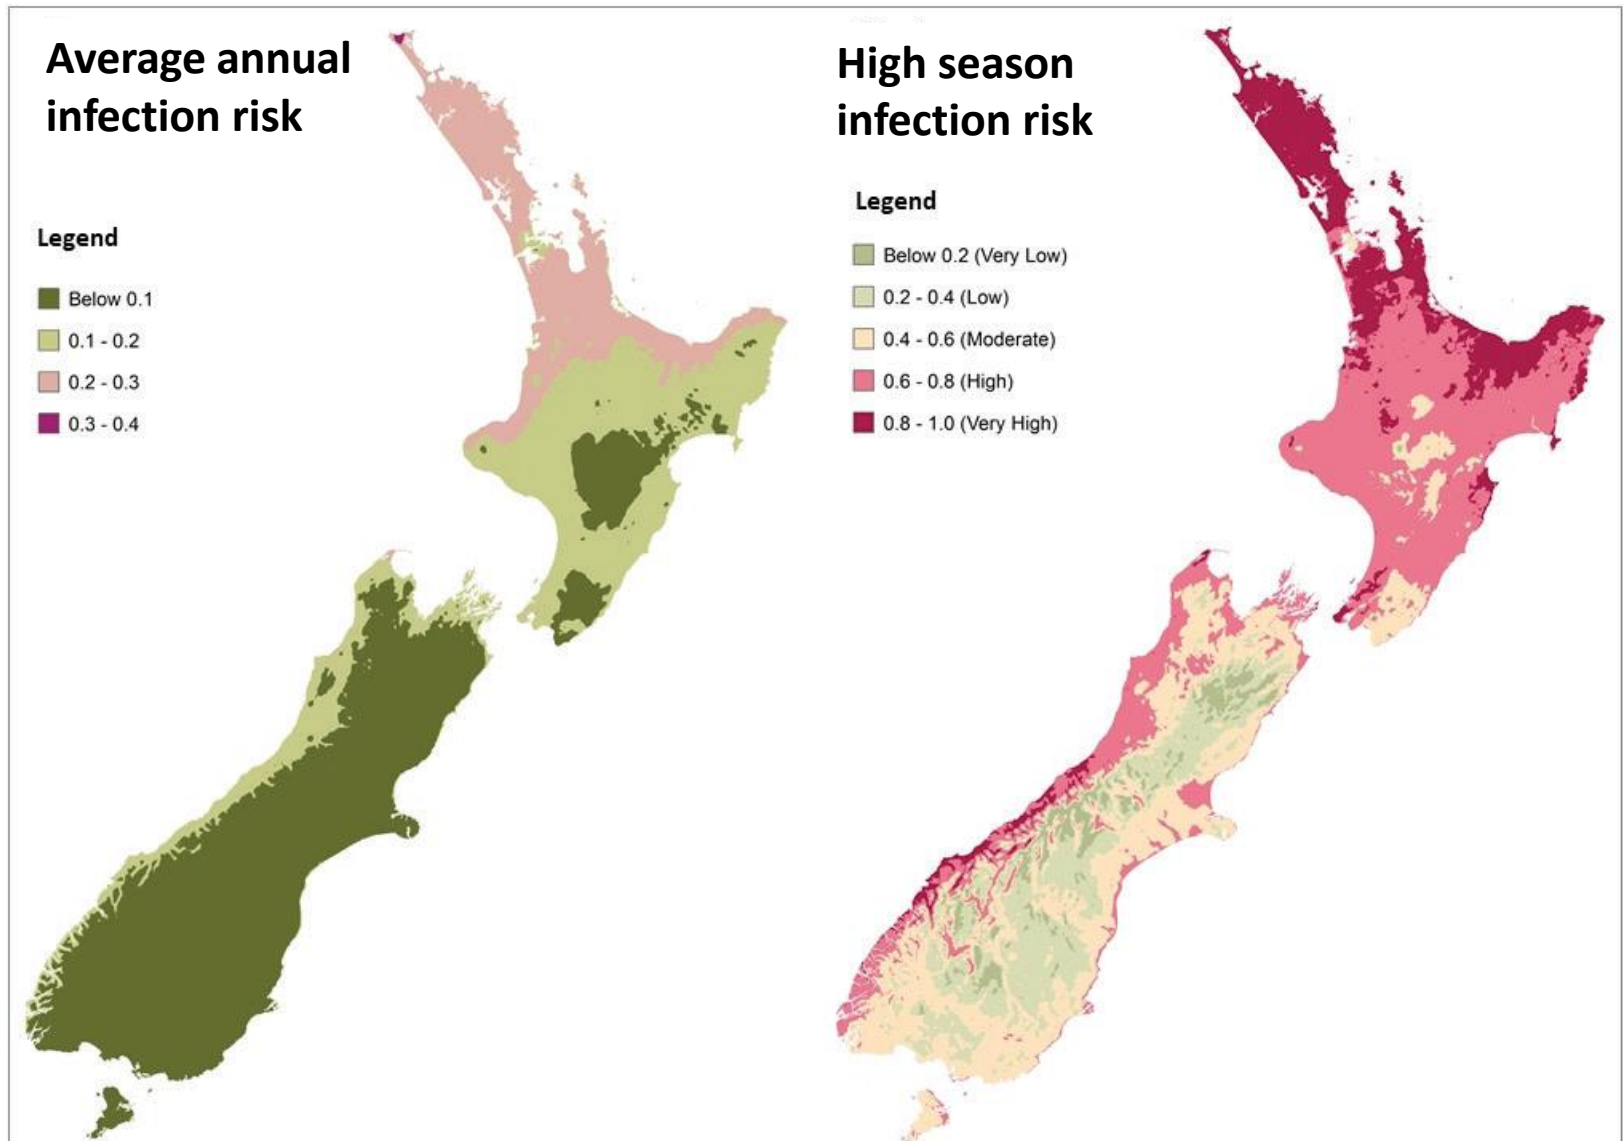 Average annual
infection risk
Legend
Below 0.1
0.1 - 0.2
0.2 - 0.3
0.3 - 0.4
High season
infection risk
Legend
Below 0.2 (Very Low)
0.2 - 0.4 (Low)
0.4 - 0.6 (Moderate)
0.6 - 0.8 (High)
0.8 - 1.0 (Very High)